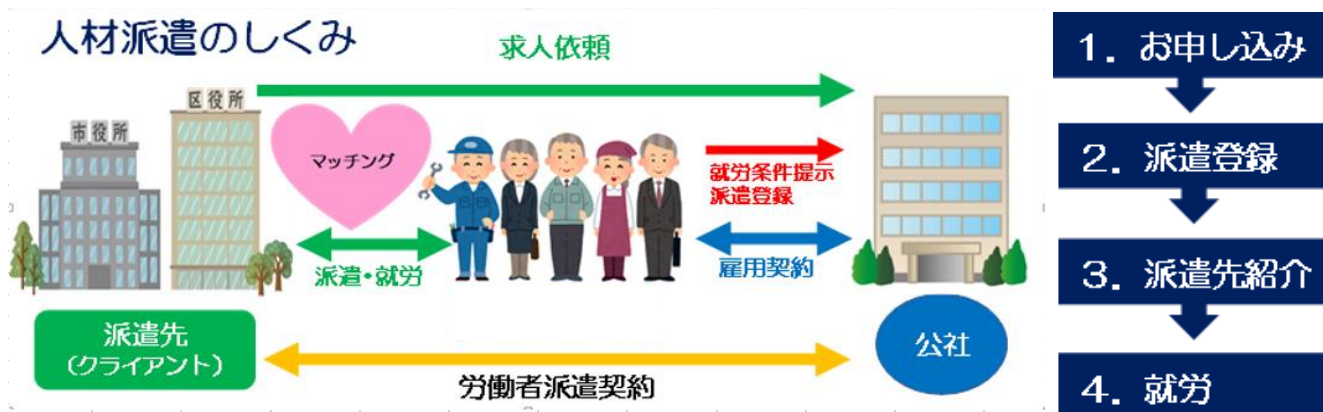 人材派遣のしくみ
求人依頼
区役所
市役所
マッチング
就労条件提示
派遣登録
派遣・就労
雇用契約
派遣先
(クライアント)
公社
労働者派遣契約
1. お申し込み
2. 派遣登録
3. 派遣先紹介
4. 就労